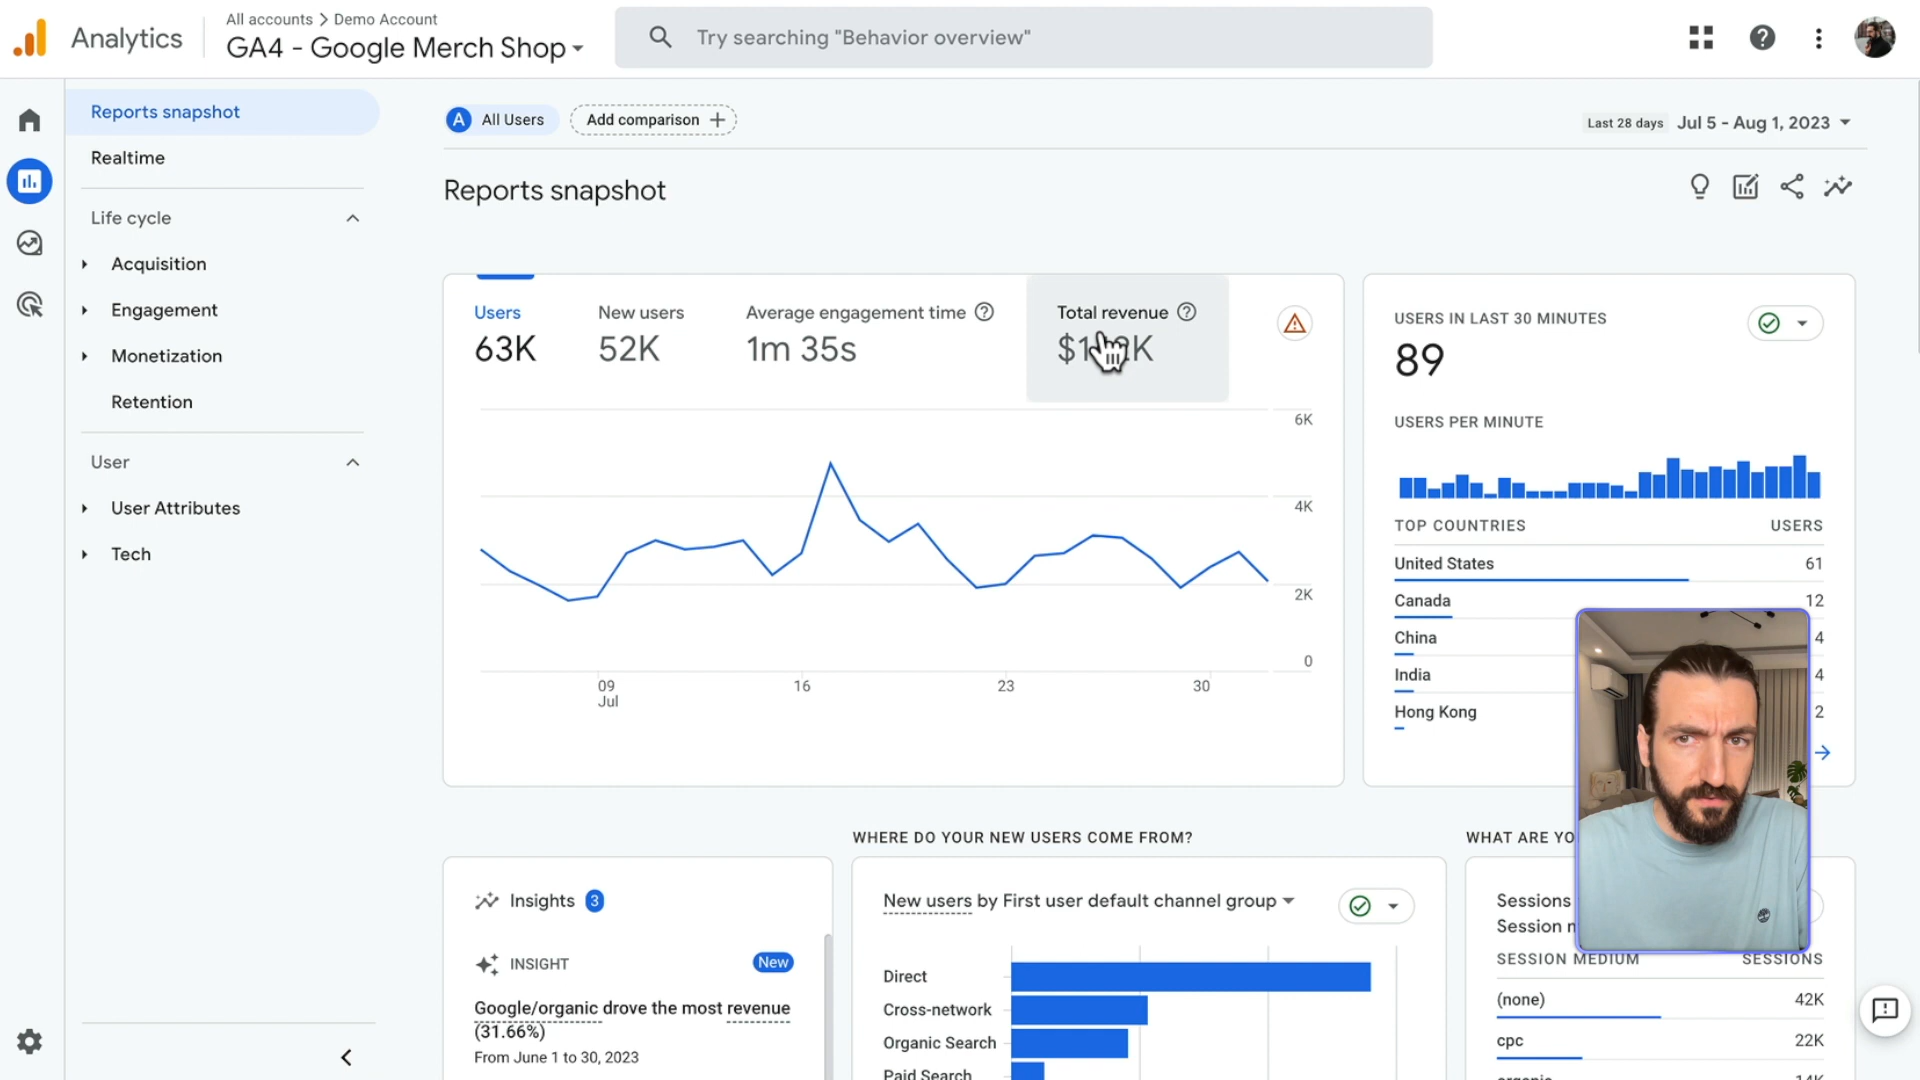 Analytics
All accounts > Demo Account
GA4 - Google Merch Shop
Try searching "Behavior overview"
Reports snapshot
Realtime
Life cycle
Acquisition
Engagement
Monetization
Retention
User
User Attributes
Tech
A All Users
Add comparison +
Last 28 days Jul 5 - Aug 1, 2023
Reports snapshot
Users
63K
New users
52K
Average engagement time
1m 35s
Total revenue
6K
4K
2K
0
09
Jul
16
23
30
USERS IN LAST 30 MINUTES
89
USERS PER MINUTE
TOP COUNTRIES USERS
United States 61
Canada 12
China 4
India 4
Hong Kong 2
Insights 3
INSIGHT New
Google/organic drove the most revenue
(31.66%)
From June 1 to 30, 2023
WHERE DO YOUR NEW USERS COME FROM?
New users by First user default channel group
Direct
Cross-network
Organic Search
Paid Search
WHAT ARE
Sessions
Session
SESSION MEDIUM SESSIONS
(none) 42K
cpc 22K